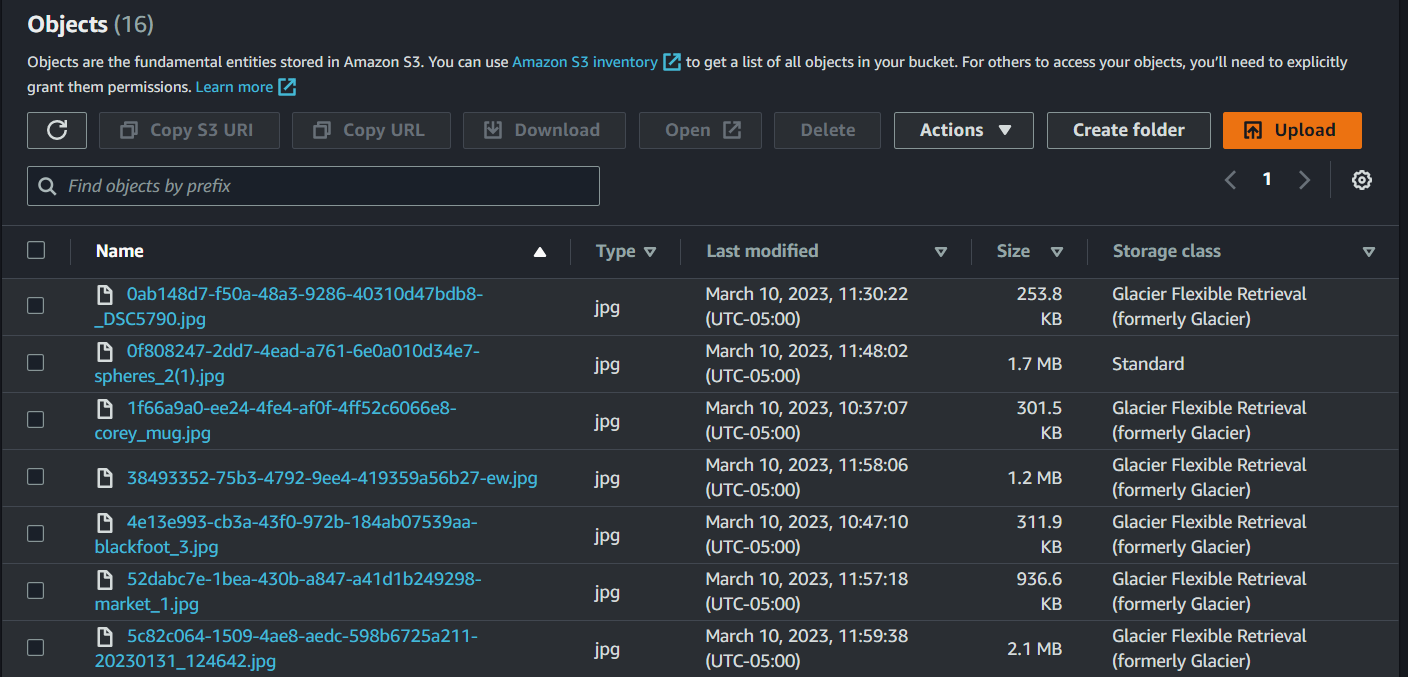 Objects (16)
Objects are the fundamental entities stored in Amazon S3. You can use Amazon S3 inventory to get a list of all objects in your bucket. For others to access your objects, you'll need to explicitly
grant them permissions. Learn more
Copy S3 URI Copy URL Download Open Delete Actions Create folder Upload
Find objects by prefix 1
Name Type Last modified Size Storage class
0ab148d7-f50a-48a3-9286-40310d47bdb8- March 10, 2023, 11:30:22 253.8 Glacier Flexible Retrieval
_DSC5790.jpg jpg (UTC-05:00) KB (formerly Glacier)
0f808247-2dd7-4ead-a761-6e0a010d34e7- March 10, 2023, 11:48:02
spheres_2(1).jpg jpg (UTC-05:00) 1.7 MB Standard
1f66a9a0-ee24-4fe4-af0f-4ff52c6066e8- March 10, 2023, 10:37:07 301.5 Glacier Flexible Retrieval
corey_mug.jpg jpg (UTC-05:00) KB (formerly Glacier)
38493352-75b3-4792-9ee4-419359a56b27-ew.jpg jpg March 10, 2023, 11:58:06 1.2 MB Glacier Flexible Retrieval
(UTC-05:00) (formerly Glacier)
4e13e993-cb3a-43f0-972b-184ab07539aa- March 10, 2023, 10:47:10 311.9 Glacier Flexible Retrieval
blackfoot_3.jpg jpg (UTC-05:00) KB (formerly Glacier)
52dabc7e-1bea-430b-a847-a41d1b249298- March 10, 2023, 11:57:18 936.6 Glacier Flexible Retrieval
market_1.jpg jpg (UTC-05:00) KB (formerly Glacier)
5c82c064-1509-4ae8-aedc-598b6725a211- March 10, 2023, 11:59:38 Glacier Flexible Retrieval
20230131_124642.jpg jpg (UTC-05:00) 2.1 MB (formerly Glacier)